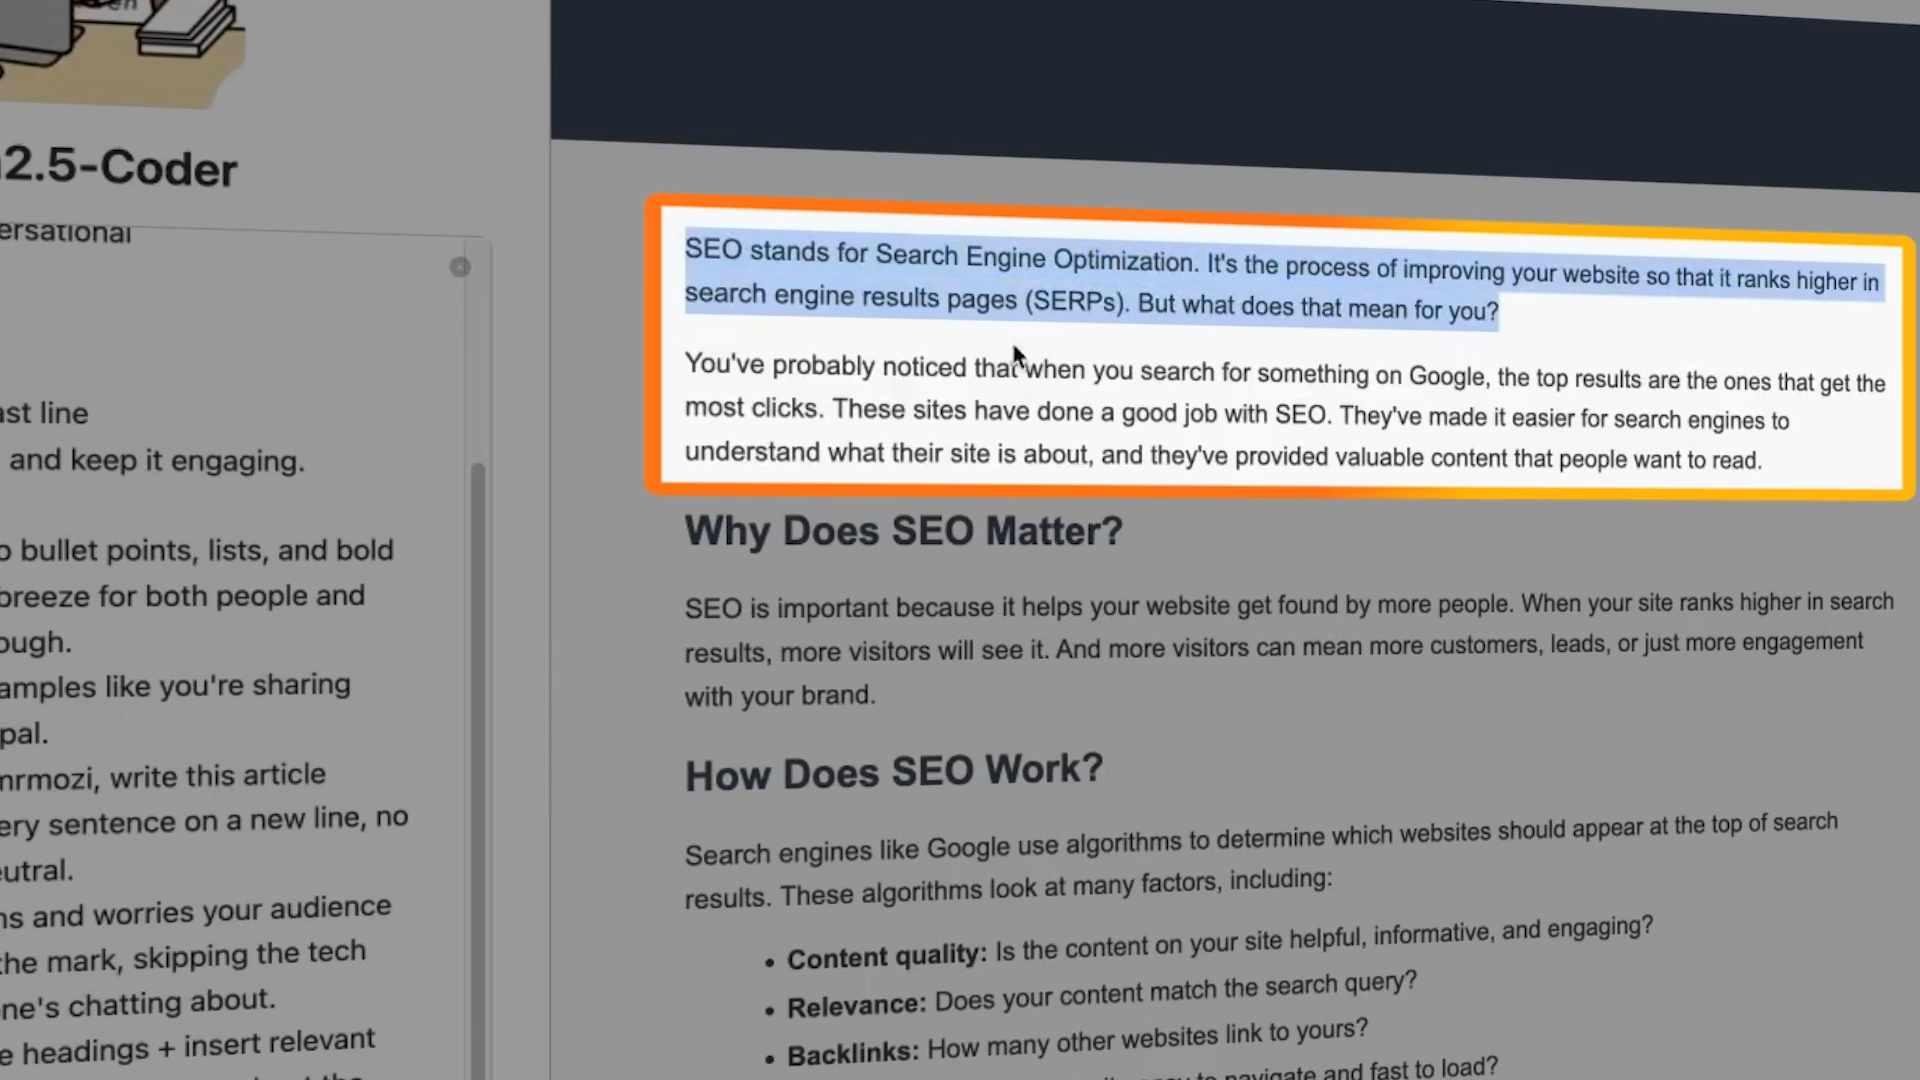 2.5-Coder
ast line
and keep it engaging.
bullet points, lists, and bold
breeze for both people and
samples like you're sharing
pal.
write this article
sentence on a new line, no
and worries your audience
the mark, skipping the tech
one's chatting about.
headings + insert relevant
SEO stands for Search Engine Optimization. It's the process of improving your website so that it ranks higher in
search engine results pages (SERPs). But what does that mean for you?
You've probably noticed that when you search for something on Google, the top results are the ones that get the
most clicks. These sites have done a good job with SEO. They've made it easier for search engines to
understand what their site is about, and they've provided valuable content that people want to read.
Why Does SEO Matter?
SEO is important because it helps your website get found by more people. When your site ranks higher in search
results, more visitors will see it. And more visitors can mean more customers, leads, or just more engagement
with your brand.
How Does SEO Work?
Search engines like Google use algorithms to determine which websites should appear at the top of search
results. These algorithms look at many factors, including:
• Content quality: Is the content on your site helpful, informative, and engaging?
• Relevance: Does your content match the search query?
• Backlinks: How many other websites link to yours?
navigate and fast to load?